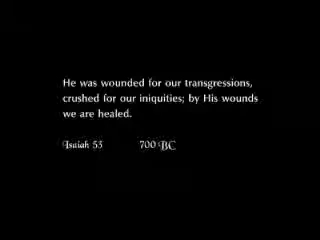 He was wounded for our transgressions,
crushed for our iniquities; by His wounds
we are healed.
Isaiah 53 700 BC